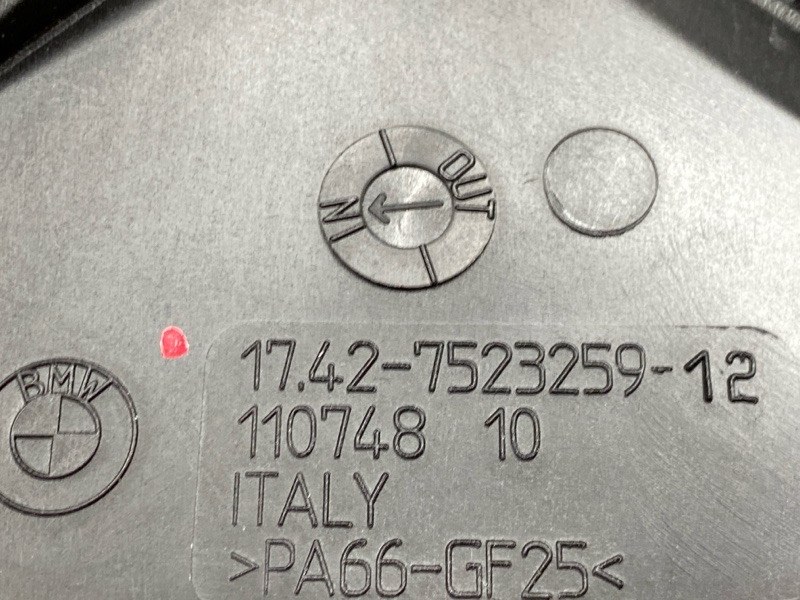 OUT
IN
BMW
17.42-7523259-12
110748 10
ITALY
>PA66-GF25<